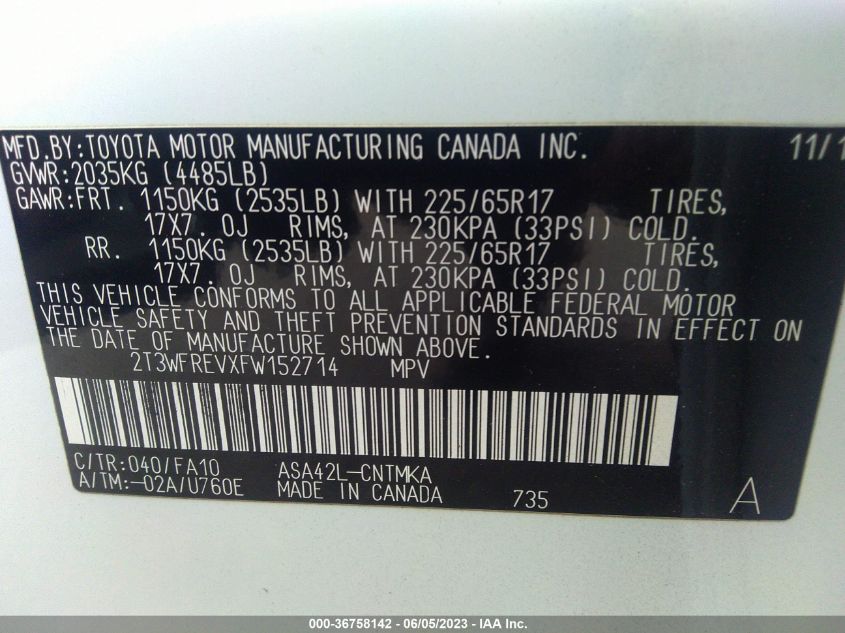 MFD.BY:TOYOTA MOTOR MANUFACTURING CANADA INC. 11/1
GVWR:2035KG (4485LB)
GAWR:FRT. 1150KG (2535LB) WITH 225/65R17 TIRES,
17X7.0J RIMS, AT 230KPA (33PSI) COLD.
RR. 1150KG (2535LB) WITH 225/65R17 TIRES,
17X7.0J RIMS, AT 230KPA (33PSI) COLD.
THIS VEHICLE CONFORMS TO ALL APPLICABLE FEDERAL MOTOR
VEHICLE SAFETY AND THEFT PREVENTION STANDARDS IN EFFECT ON
THE DATE OF MANUFACTURE SHOWN ABOVE.
2T3WFREVXFW152714 MPV
C/TR:040/FA10 ASA42L-CNTMKA
A/TM:-02A/U760E MADE IN CANADA 735 A
000-36758142 - 06/05/2023 - IAA Inc.